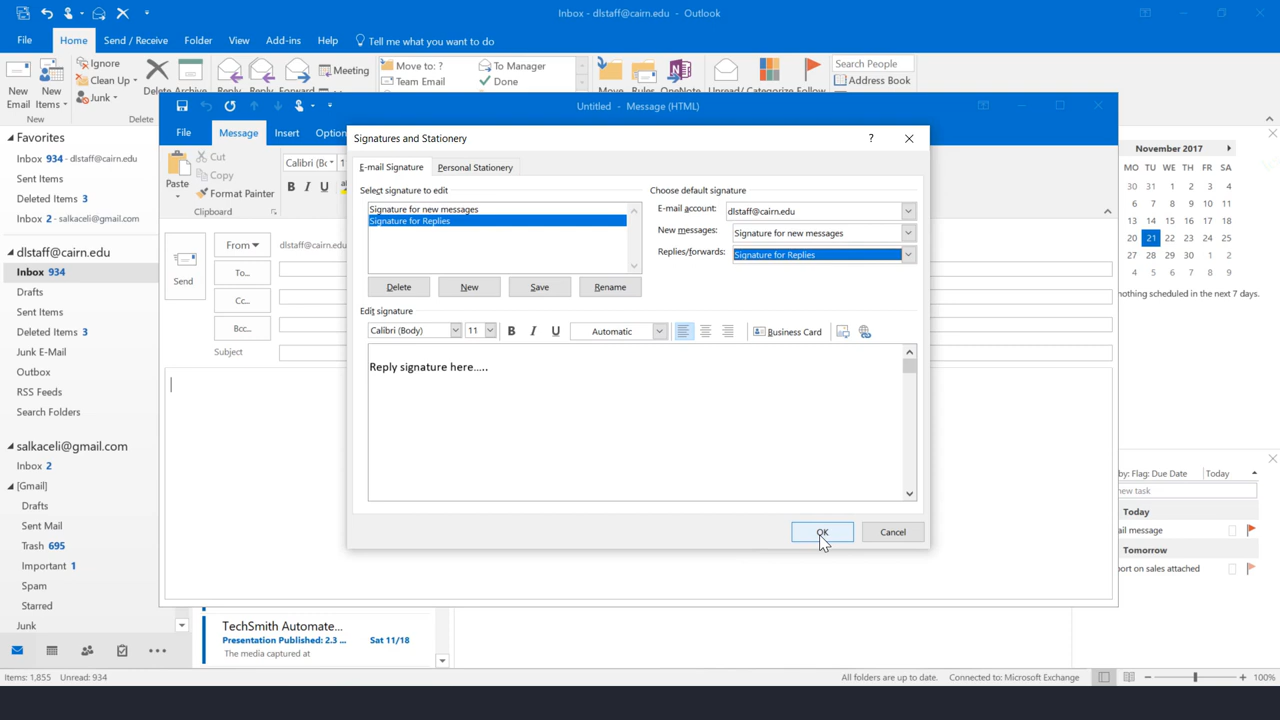 Inbox - dlstaff@cairn.edu - Outlook
File Home Send / Receive Folder View Add-ins Help Tell me what you want to do
New Email
New Items
Ignore
Clean Up
Junk
Delete Archive
Reply Reply Forward
Meeting
Move to: ?
Team Email
To Manager
Done
Move Rules OneNote
Unread/ Categorize Follow
Search People
Address Book
New
Delete
Favorites
Inbox 934 - dlstaff@cairn.edu
Sent Items
Deleted Items 3
Inbox 2 - salkaceli@gmail.com
dlstaff@cairn.edu
Inbox 934
Drafts
Sent Items
Deleted Items 3
Junk E-Mail
Outbox
RSS Feeds
Search Folders
salkaceli@gmail.com
Inbox 2
[Gmail]
Drafts
Sent Mail
Trash 695
Important 1
Spam
Starred
Junk
Untitled - Message (HTML)
File Message Insert Option
Paste
Cut
Copy
Format Painter
Clipboard
Calibri (Bc
B I U
Send
From dlstaff@cairn.edu
To...
Cc...
Bcc...
Subject
Signatures and Stationery
?
E-mail Signature Personal Stationery
Select signature to edit
Signature for new messages
Signature for Replies
Delete New Save Rename
Choose default signature
E-mail account: dlstaff@cairn.edu
New messages: Signature for new messages
Replies/forwards: Signature for Replies
Edit signature
Calibri (Body) 11 B I U Automatic Business Card
Reply signature here.....
OK Cancel
November 2017
MO TU WE TH FR SA SU
30 31 1 2 3 4 5
6 7 8 9 10 11 12
13 14 15 16 17 18 19
20 21 22 23 24 25 26
27 28 29 30 1 2 3
4 5 6 7 8 9 10
nothing scheduled in the next 7 days.
by: Flag: Due Date Today
new task
Today
ail message
Tomorrow
port on sales attached
TechSmith Automate...
Presentation Published: 2.3 ... Sat 11/18
The media captured at
Items: 1,855 Unread: 934
All folders are up to date. Connected to: Microsoft Exchange
100%